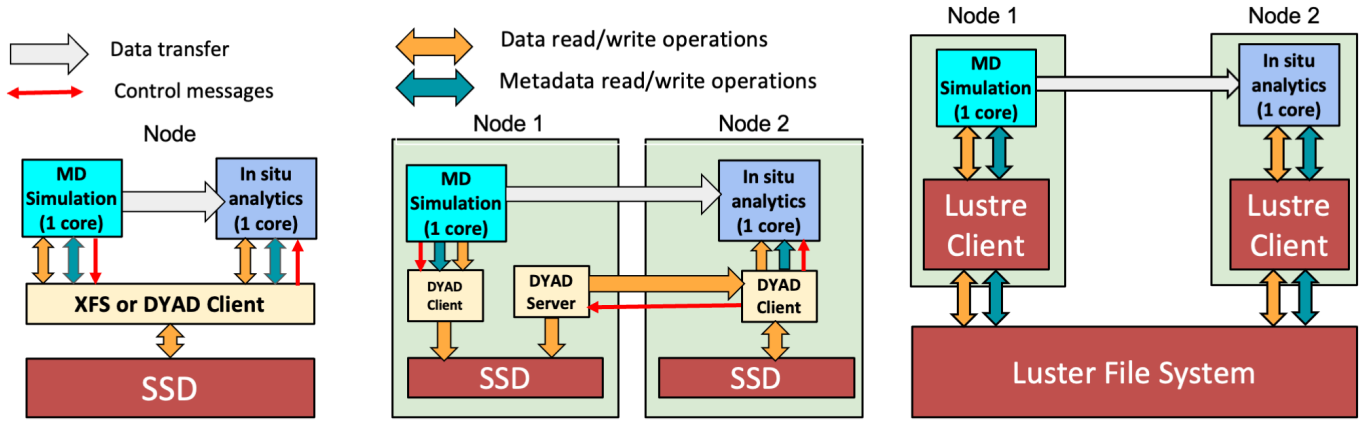 Data transfer
Control messages
Node
MD
Simulation
(1 core)
In situ
analytics
(1 core)
XFS or DYAD Client
SSD
Data read/write operations
Metadata read/write operations
Node 1
Node 2
MD
Simulation
(1 core)
In situ
analytics
(1 core)
DYAD
Client
DYAD
Server
DYAD
Client
SSD
SSD
Node 1
Node 2
MD
Simulation
(1 core)
In situ
analytics
(1 core)
Lustre
Client
Lustre
Client
Luster File System